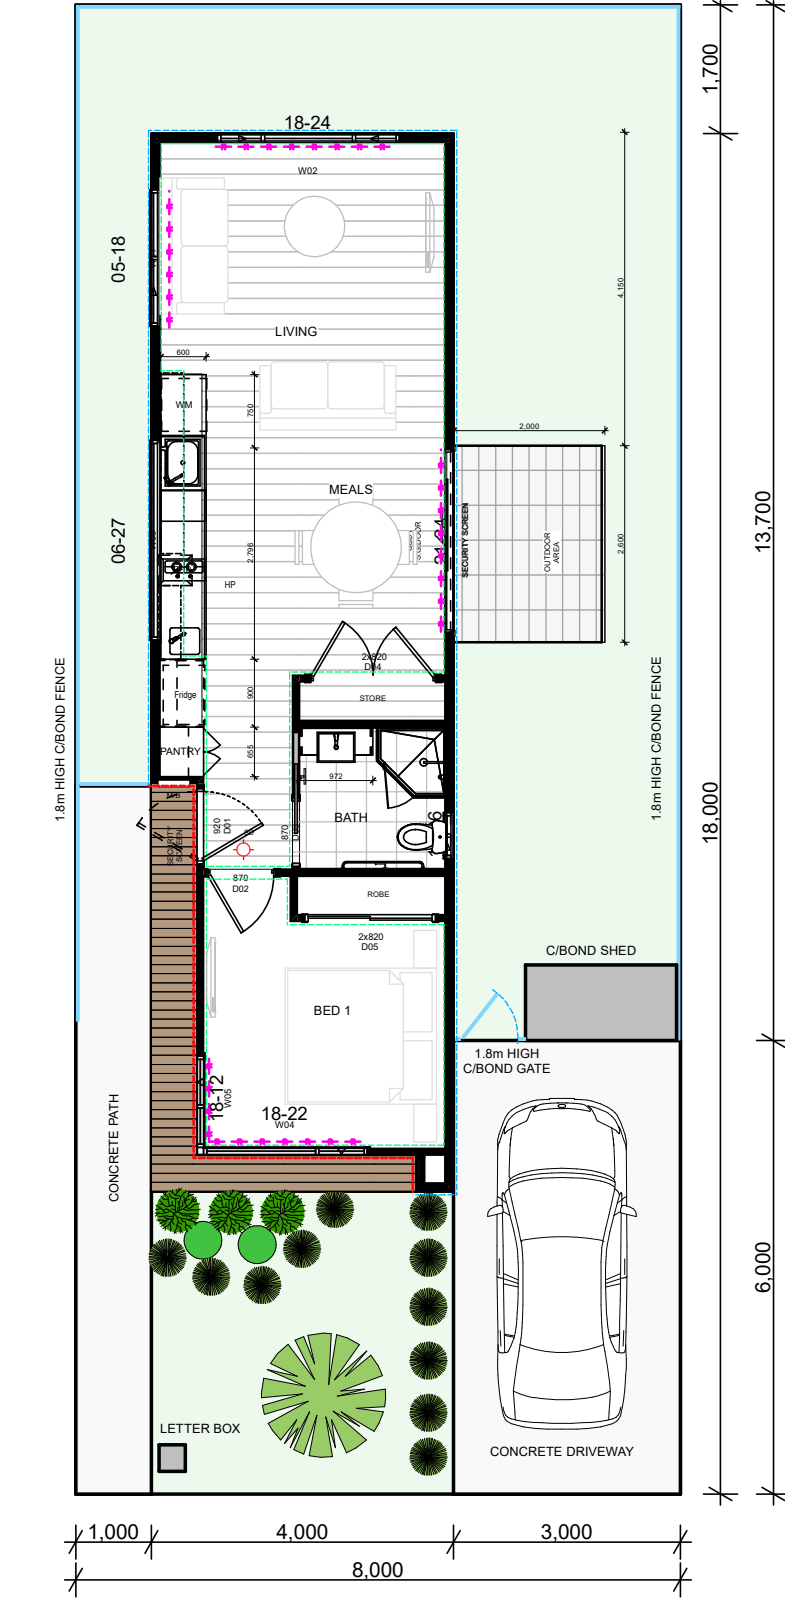 1,700
18-24
W02
05-18
4,150
LIVING
600
WM
750
2,000
MEALS
13,700
06-27
2,796
SECURITY SCREEN
OUTDOOR
AREA
2,600
HP
2x820
D04
1.8m HIGH C/BOND FENCE
1.8m HIGH C/BOND FENCE
Fridge
900
STORE
PANTRY
655
972
18,000
BATH
920
D01
870
SECURITY
SCREEN
870
D02
ROBE
2x820
D05
C/BOND SHED
BED 1
1.8m HIGH
C/BOND GATE
18-12
W05
18-22
W04
CONCRETE PATH
6,000
LETTER BOX
CONCRETE DRIVEWAY
1,000
4,000
3,000
8,000